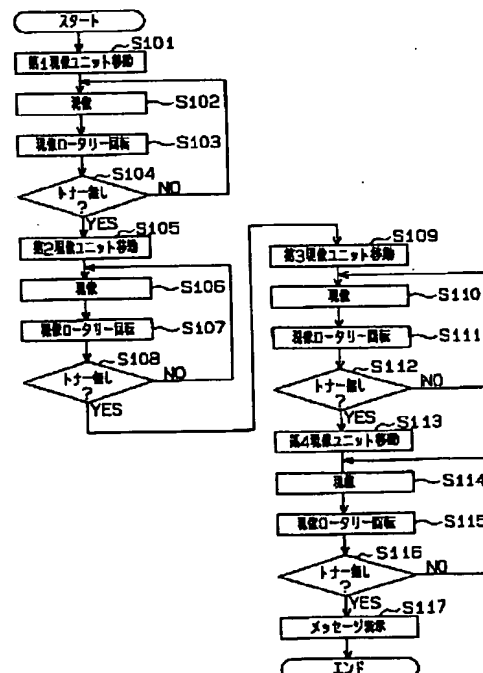 スタート
S101
第1現像ユニット移動
現像
S102
現像ロータリー回転
S103
S104
トナー無し
?
NO
YES
S105
第2現像ユニット移動
現像
S106
現像ロータリー回転
S107
S108
トナー無し
?
NO
YES
S109
第3現像ユニット移動
現像
S110
現像ロータリー回転
S111
S112
トナー無し
?
NO
YES
S113
第4現像ユニット移動
現像
S114
現像ロータリー回転
S115
S116
トナー無し
?
NO
YES
S117
メッセージ表示
エンド